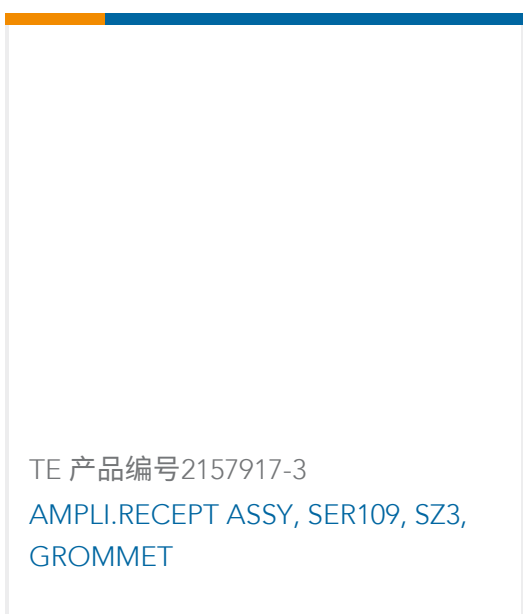 TE 产品编号2157917-3
AMPLI.RECEPT ASSY, SER109, SZ3,
GROMMET